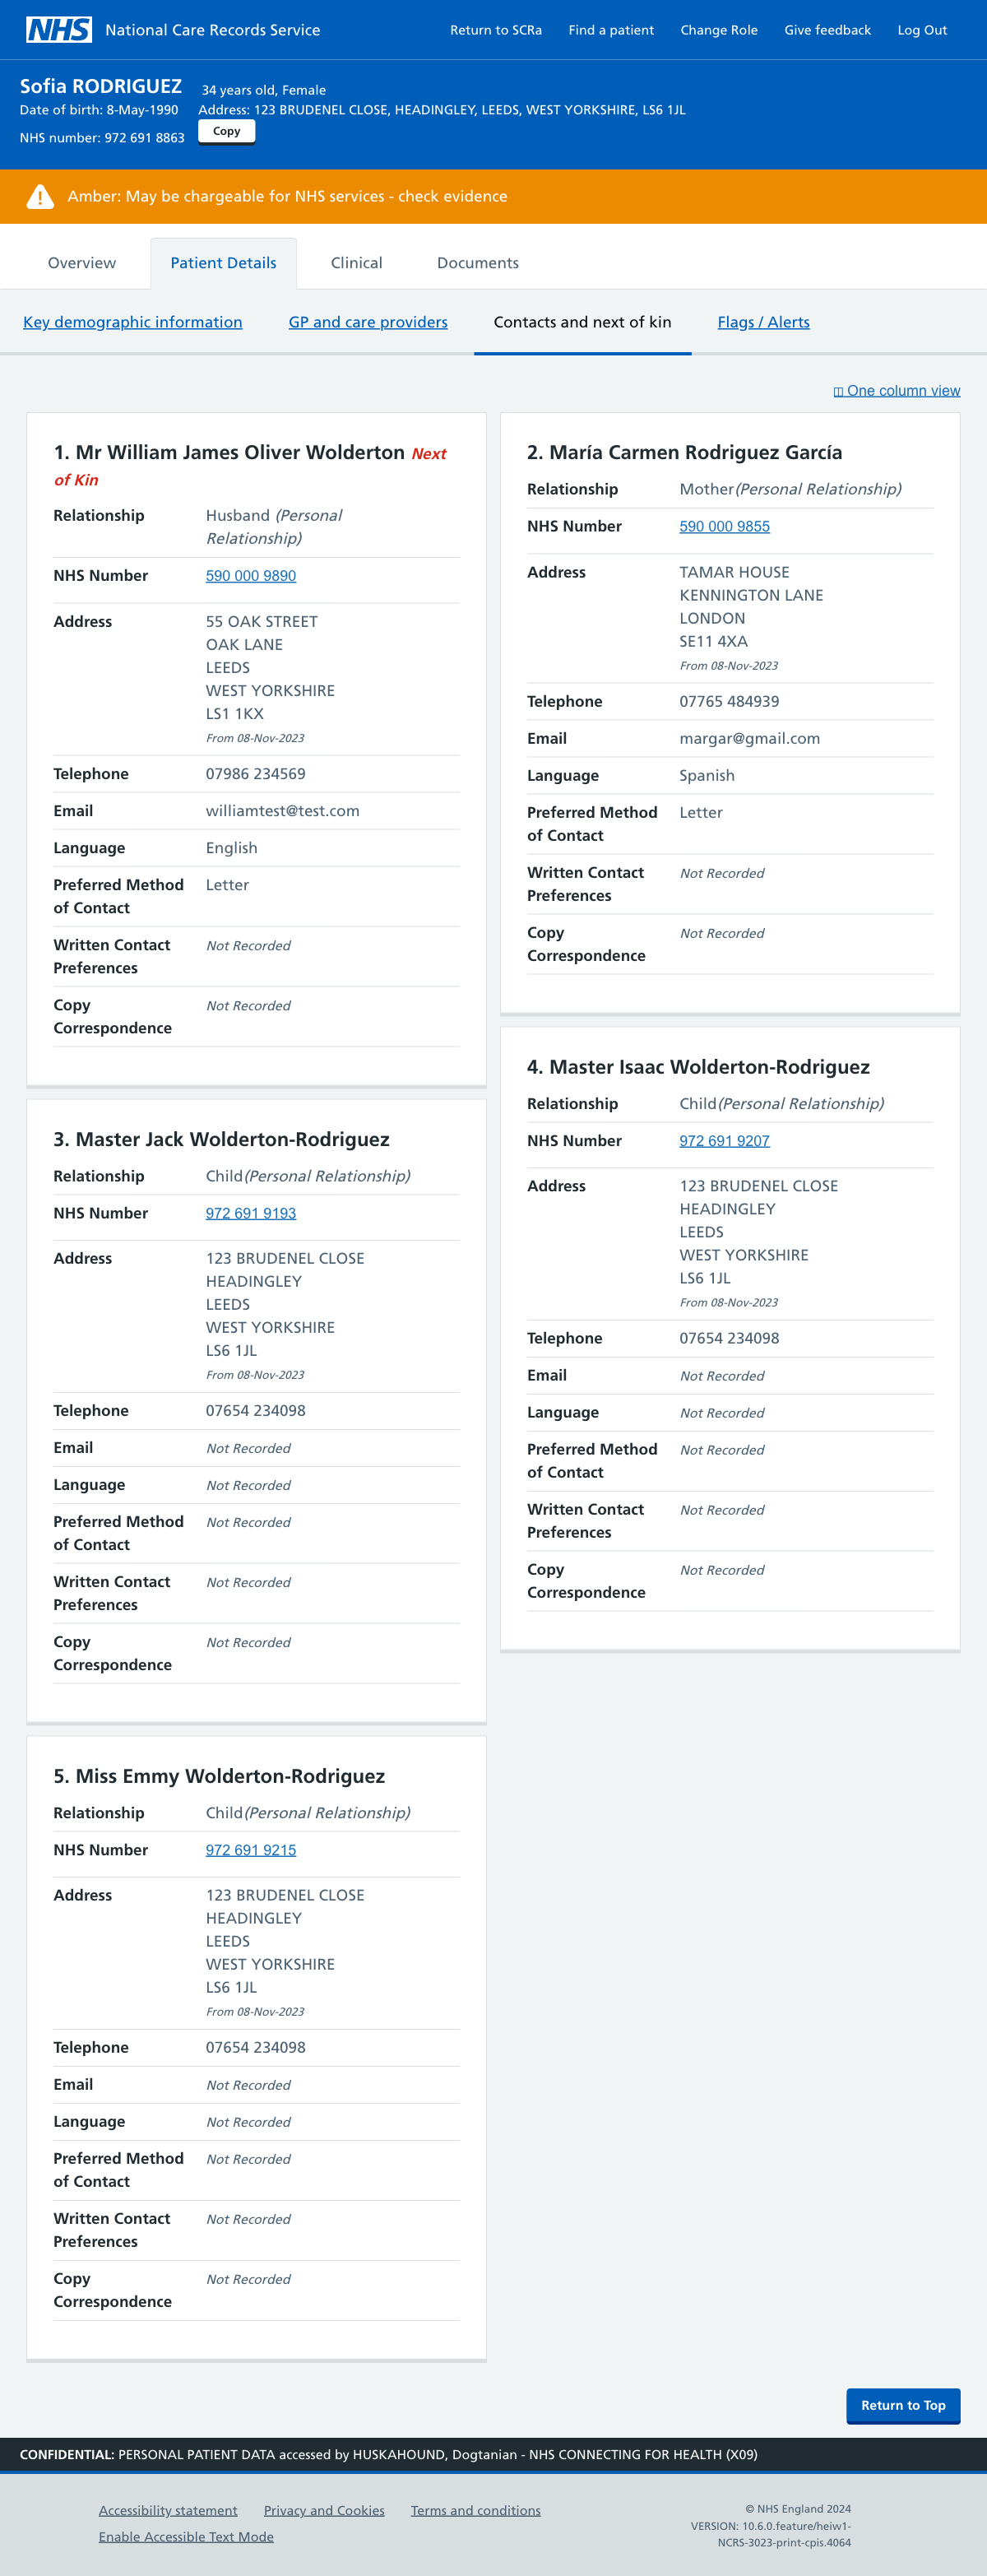 NHS National Care Records Service
Return to SCRa Find a patient Change Role Give feedback Log Out
Sofia RODRIGUEZ 34 years old, Female
Date of birth: 8-May-1990 Address: 123 BRUDENEL CLOSE, HEADINGLEY, LEEDS, WEST YORKSHIRE, LS6 1JL
NHS number: 972 691 8863 Copy
Amber: May be chargeable for NHS services - check evidence
Overview Patient Details Clinical Documents
Key demographic information GP and care providers Contacts and next of kin Flags / Alerts
One column view
1. Mr William James Oliver Wolderton Next
of Kin
Relationship Husband (Personal
Relationship)
NHS Number 590 000 9890
Address 55 OAK STREET
OAK LANE
LEEDS
WEST YORKSHIRE
LS1 1KX
From 08-Nov-2023
Telephone 07986 234569
Email williamtest@test.com
Language English
Preferred Method Letter
of Contact
Written Contact Not Recorded
Preferences
Copy Not Recorded
Correspondence
2. María Carmen Rodriguez García
Relationship Mother(Personal Relationship)
NHS Number 590 000 9855
Address TAMAR HOUSE
KENNINGTON LANE
LONDON
SE11 4XA
From 08-Nov-2023
Telephone 07765 484939
Email margar@gmail.com
Language Spanish
Preferred Method Letter
of Contact
Written Contact Not Recorded
Preferences
Copy Not Recorded
Correspondence
3. Master Jack Wolderton-Rodriguez
Relationship Child(Personal Relationship)
NHS Number 972 691 9193
Address 123 BRUDENEL CLOSE
HEADINGLEY
LEEDS
WEST YORKSHIRE
LS6 1JL
From 08-Nov-2023
Telephone 07654 234098
Email Not Recorded
Language Not Recorded
Preferred Method Not Recorded
of Contact
Written Contact Not Recorded
Preferences
Copy Not Recorded
Correspondence
4. Master Isaac Wolderton-Rodriguez
Relationship Child(Personal Relationship)
NHS Number 972 691 9207
Address 123 BRUDENEL CLOSE
HEADINGLEY
LEEDS
WEST YORKSHIRE
LS6 1JL
From 08-Nov-2023
Telephone 07654 234098
Email Not Recorded
Language Not Recorded
Preferred Method Not Recorded
of Contact
Written Contact Not Recorded
Preferences
Copy Not Recorded
Correspondence
5. Miss Emmy Wolderton-Rodriguez
Relationship Child(Personal Relationship)
NHS Number 972 691 9215
Address 123 BRUDENEL CLOSE
HEADINGLEY
LEEDS
WEST YORKSHIRE
LS6 1JL
From 08-Nov-2023
Telephone 07654 234098
Email Not Recorded
Language Not Recorded
Preferred Method Not Recorded
of Contact
Written Contact Not Recorded
Preferences
Copy Not Recorded
Correspondence
Return to Top
CONFIDENTIAL: PERSONAL PATIENT DATA accessed by HUSKAHOUND, Dogtanian - NHS CONNECTING FOR HEALTH (X09)
Accessibility statement Privacy and Cookies Terms and conditions
Enable Accessible Text Mode
© NHS England 2024
VERSION: 10.6.0.feature/heiw1-
NCRS-3023-print-cpis.4064